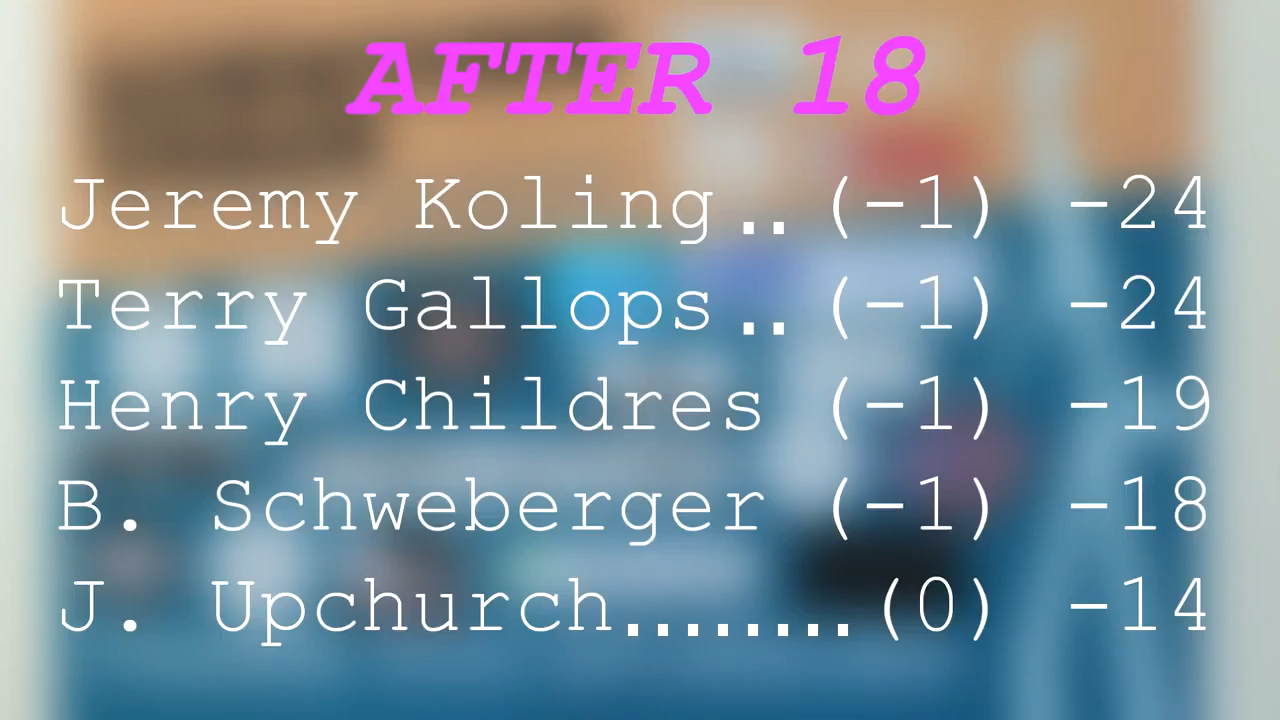 AFTER 18
Jeremy Koling..(-1) -24
Terry Gallops..(-1) -24
Henry Childres (-1) -19
B. Schweberger (-1) -18
J. Upchurch........(0) -14